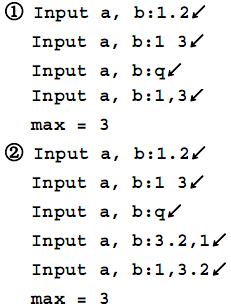 ① Input a, b:1.2↙
Input a, b:1 3↙
Input a, b:q↙
Input a, b:1,3↙
max = 3
② Input a, b:1.2↙
Input a, b:1 3↙
Input a, b:q↙
Input a, b:3.2,1↙
Input a, b:1,3.2↙
max = 3